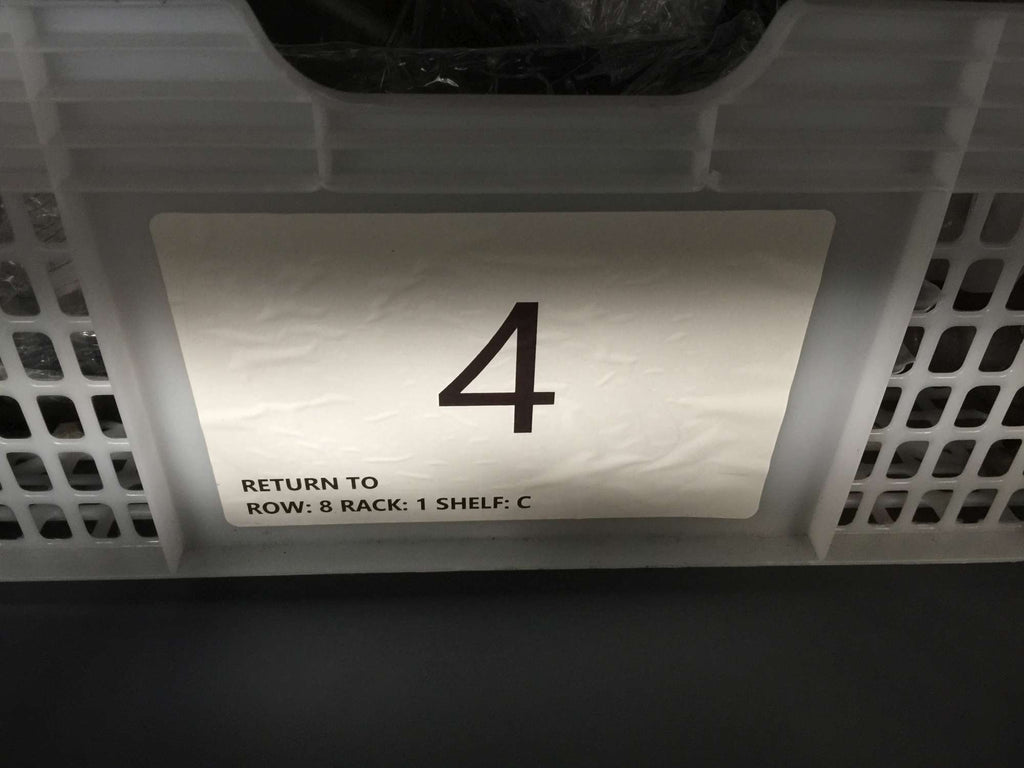 4
RETURN TO
ROW: 8 RACK: 1 SHELF: C